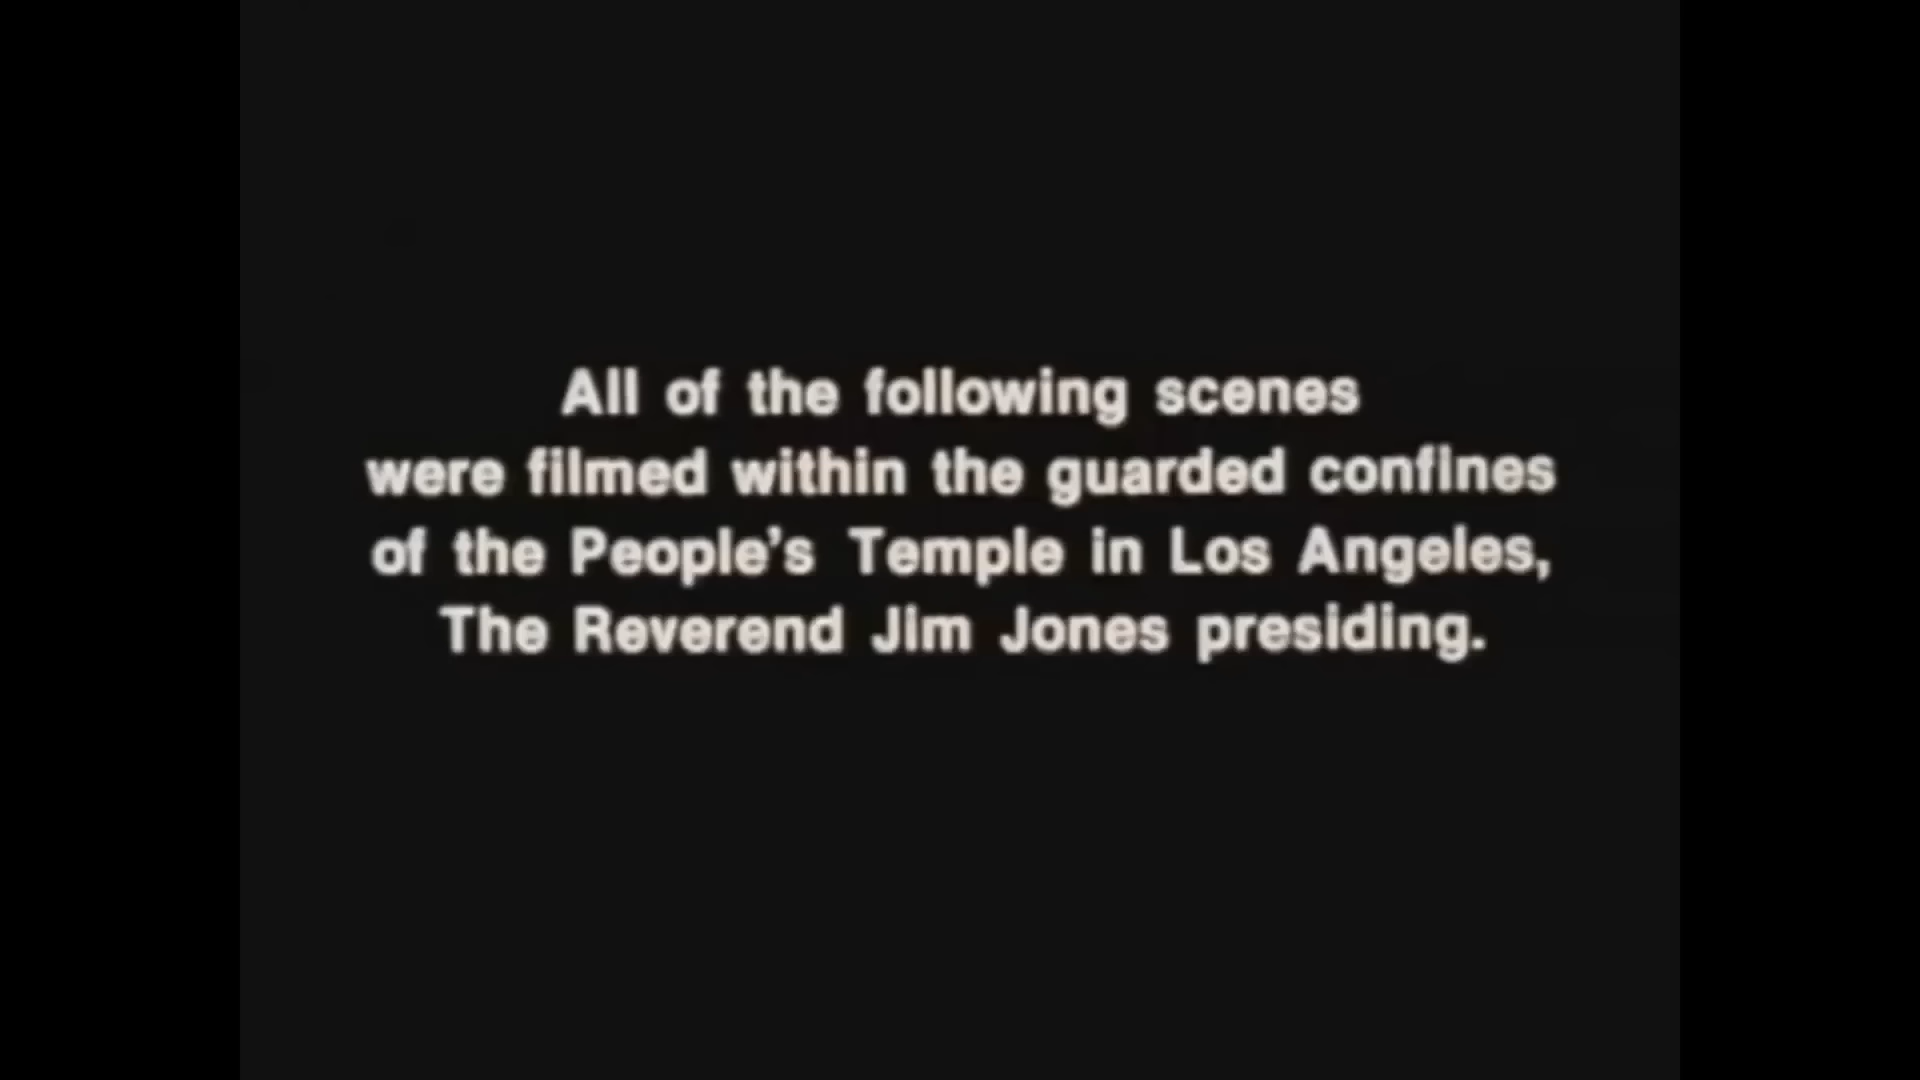 All of the following scenes
were filmed within the guarded confines
of the People's Temple in Los Angeles,
The Reverend Jim Jones presiding.